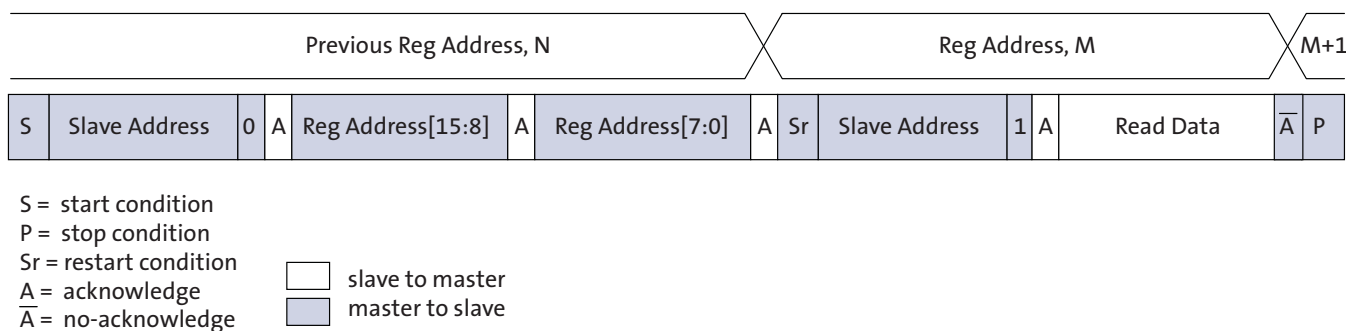 Previous Reg Address, N Reg Address, M M+1
S Slave Address 0 A Reg Address[15:8] A Reg Address[7:0] A Sr Slave Address 1 A Read Data A̅ P
S = start condition
P = stop condition
Sr = restart condition
A = acknowledge
A̅ = no-acknowledge
slave to master
master to slave